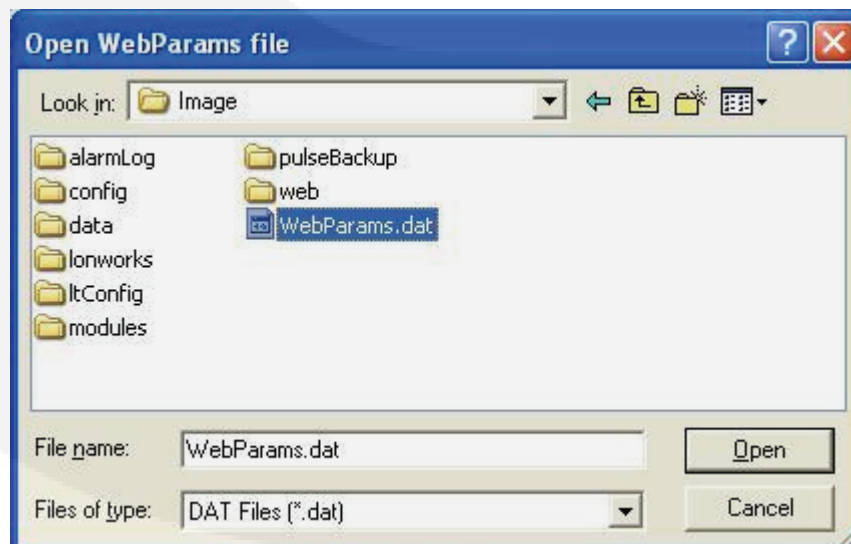 Open WebParams file
Look in: Image
alarmLog pulseBackup
config web
data WebParams.dat
lonworks
ltConfig
modules
File name: WebParams.dat Open
Files of type: DAT Files (*.dat) Cancel